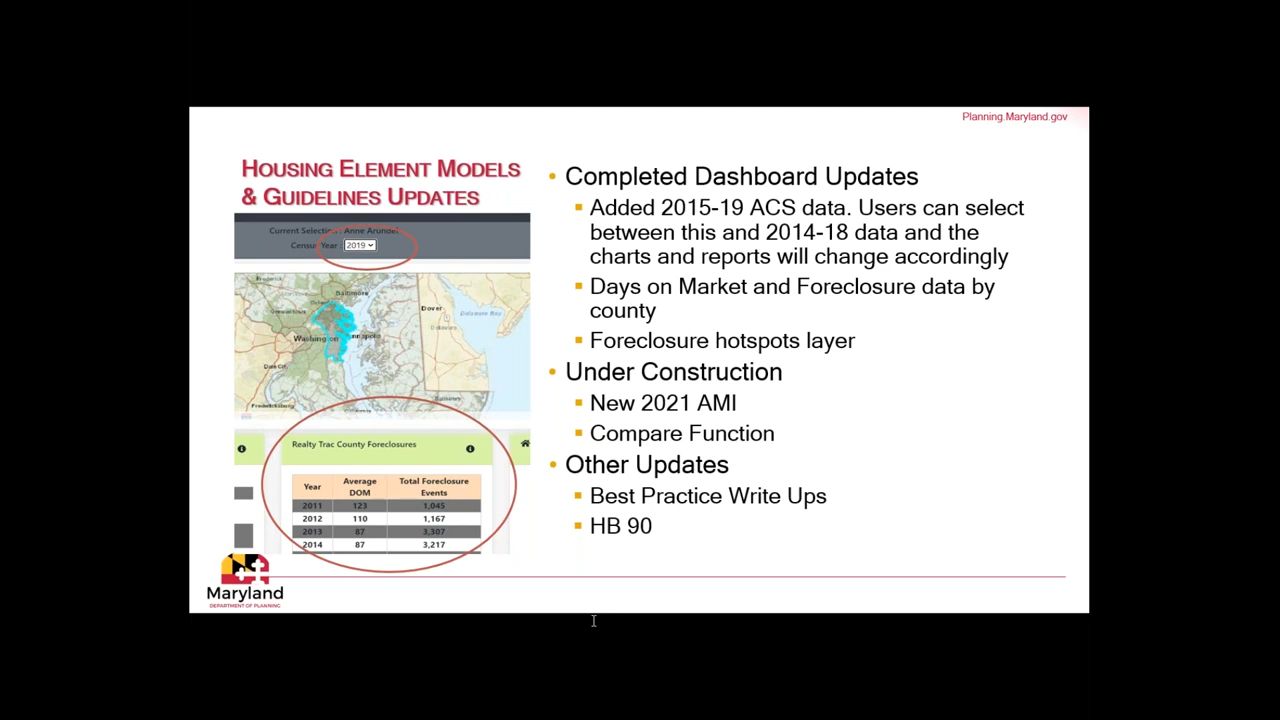 Planning.Maryland.gov
HOUSING ELEMENT MODELS
& GUIDELINES UPDATES
Current Selection : Anne Arundel
Census Year : 2019
Baltimore
Dover
Delaware Bay
Washington
Annapolis
Fredericksburg
Realty Trac County Foreclosures
Year Average DOM Total Foreclosure Events
2011 123 1,045
2012 110 1,167
2013 87 3,307
2014 87 3,217
• Completed Dashboard Updates
▪ Added 2015-19 ACS data. Users can select
between this and 2014-18 data and the
charts and reports will change accordingly
▪ Days on Market and Foreclosure data by
county
▪ Foreclosure hotspots layer
• Under Construction
▪ New 2021 AMI
▪ Compare Function
• Other Updates
▪ Best Practice Write Ups
▪ HB 90
Maryland
DEPARTMENT OF PLANNING